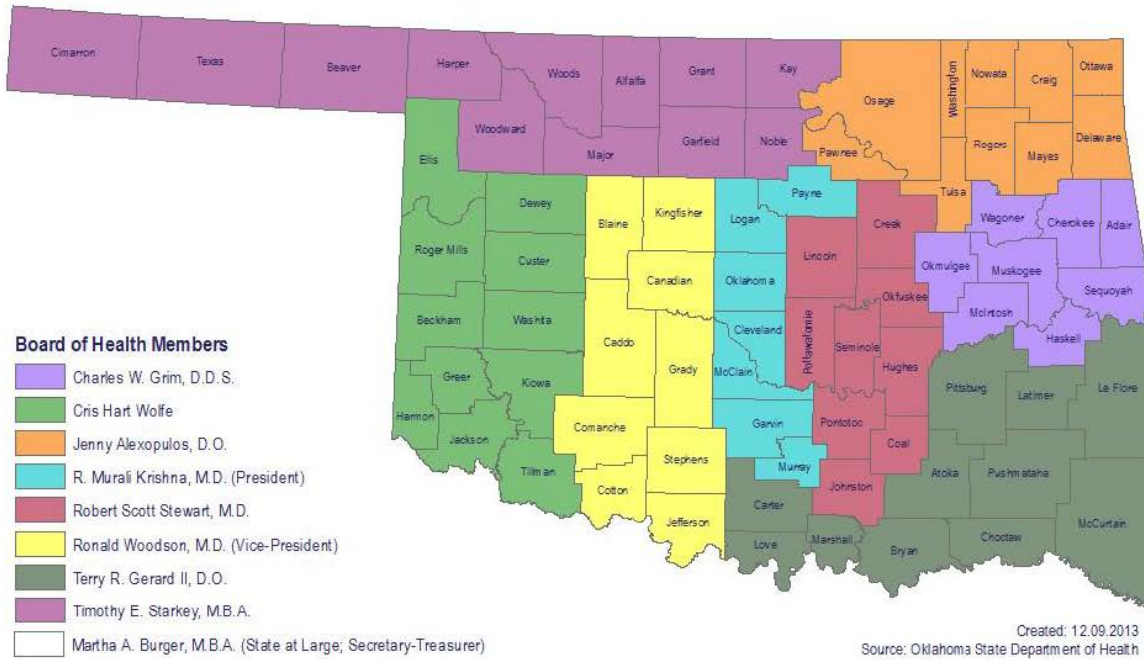 Cimarron
Texas
Beaver
Harper
Woods
Alfalfa
Grant
Kay
Woodward
Major
Garfield
Noble
Osage
Washington
Nowata
Craig
Ottawa
Pawnee
Rogers
Mayes
Delaware
Tulsa
Ellis
Dewey
Blaine
Kingfisher
Logan
Payne
Creek
Wagoner
Cherokee
Adair
Roger Mills
Custer
Canadian
Oklahoma
Lincoln
Okmulgee
Muskogee
Sequoyah
Beckham
Washita
Caddo
Grady
Cleveland
McClain
Pottawatomie
Seminole
Okfuskee
Hughes
McIntosh
Haskell
Greer
Kiowa
Harmon
Jackson
Tillman
Comanche
Stephens
Cotton
Jefferson
Garvin
Murray
Pontotoc
Coal
Johnston
Pittsburg
Latimer
Le Flore
Atoka
Pushmataha
McCurtain
Carter
Love
Marshall
Bryan
Choctaw
Board of Health Members
Charles W. Grim, D.D.S.
Cris Hart Wolfe
Jenny Alexopulos, D.O.
R. Murali Krishna, M.D. (President)
Robert Scott Stewart, M.D.
Ronald Woodson, M.D. (Vice-President)
Terry R. Gerard II, D.O.
Timothy E. Starkey, M.B.A.
Martha A. Burger, M.B.A. (State at Large; Secretary-Treasurer)
Created: 12.09.2013
Source: Oklahoma State Department of Health